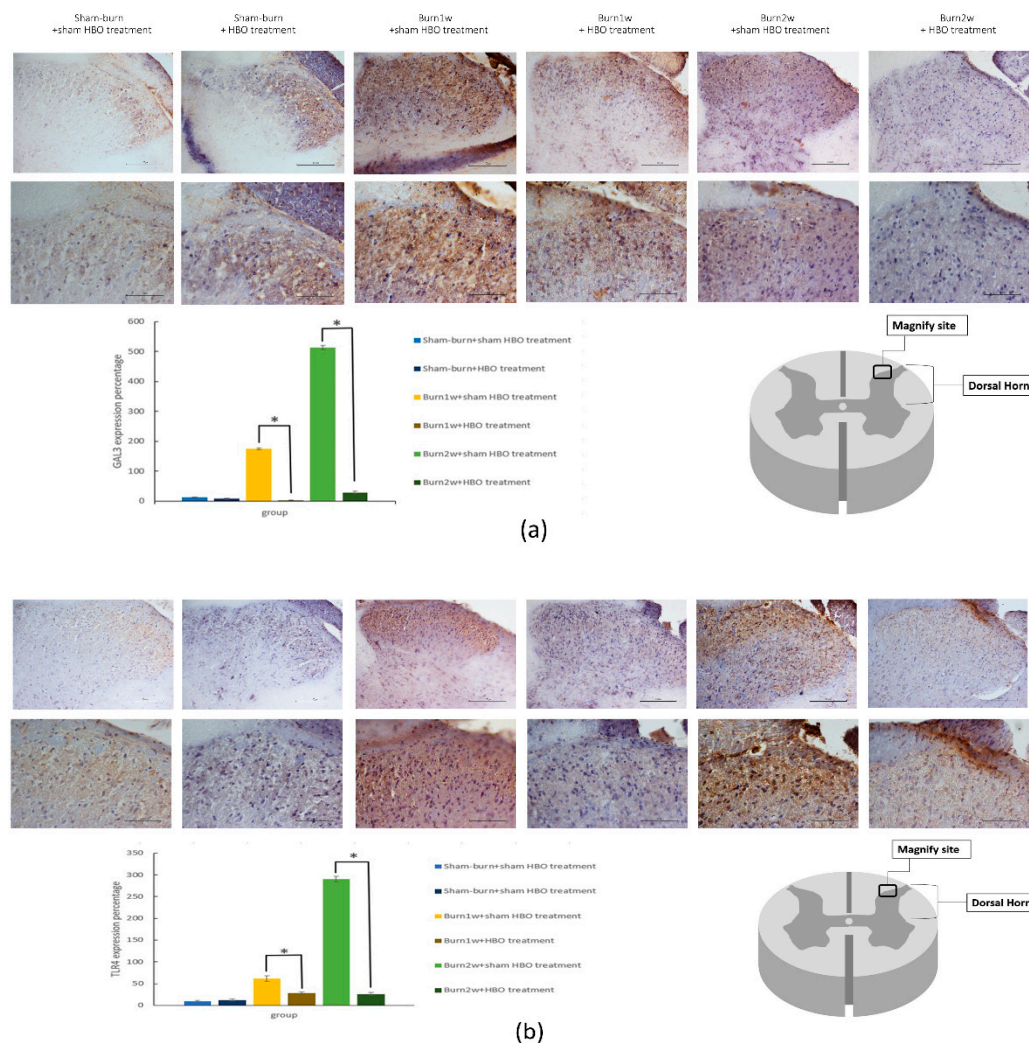 Sham-burn
+sham HBO treatment
Sham-burn
+ HBO treatment
Burn1w
+sham HBO treatment
Burn1w
+ HBO treatment
Burn2w
+sham HBO treatment
Burn2w
+ HBO treatment
600
500
400
300
200
100
0
GAL3 expression percentage
group
*
*
Sham-burn+sham HBO treatment
Sham-burn+HBO treatment
Burn1w+sham HBO treatment
Burn1w+HBO treatment
Burn2w+sham HBO treatment
Burn2w+HBO treatment
Magnify site
Dorsal Horn
(a)
350
300
250
200
150
100
50
0
TLR4 expression percentage
group
*
*
Sham-burn+sham HBO treatment
Sham-burn+HBO treatment
Burn1w+sham HBO treatment
Burn1w+HBO treatment
Burn2w+sham HBO treatment
Burn2w+HBO treatment
Magnify site
Dorsal Horn
(b)